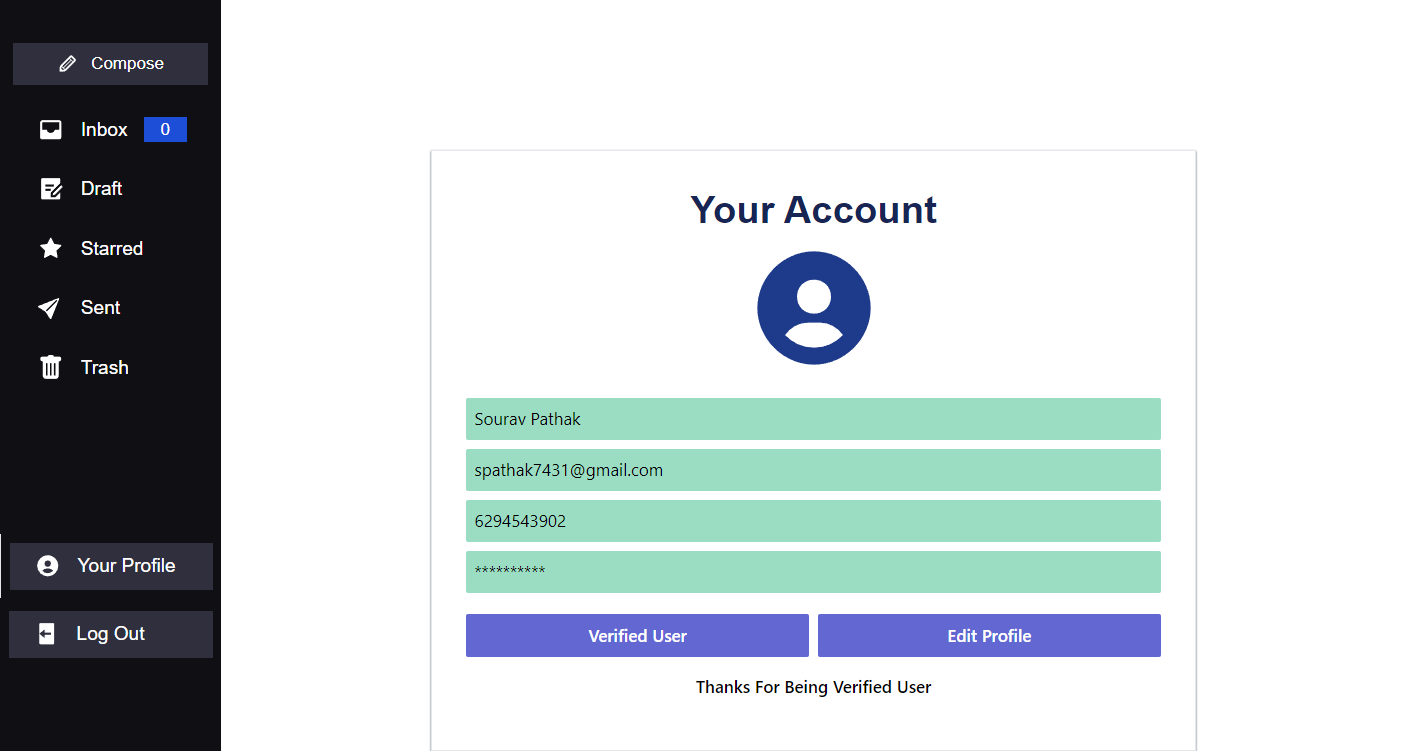 Compose
Inbox 0
Draft
Starred
Sent
Trash
Your Profile
Log Out
Your Account
Sourav Pathak
spathak7431@gmail.com
6294543902
**********
Verified User Edit Profile
Thanks For Being Verified User